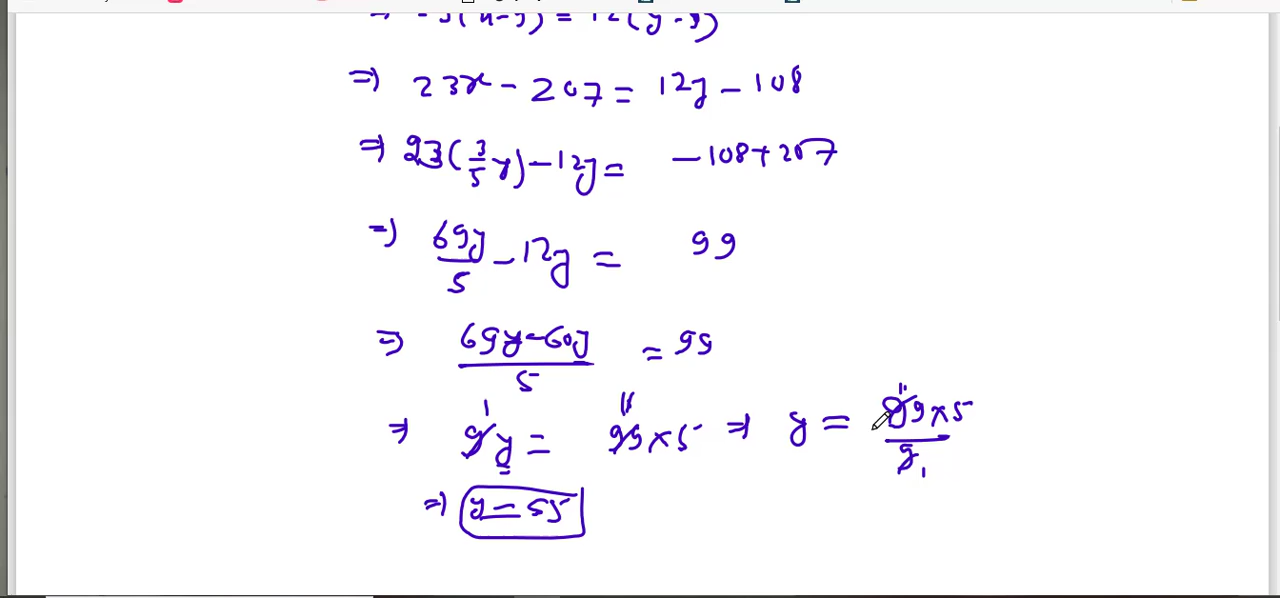 ⇒ 23x - 207 = 12y - 108
⇒ 23(3/5 y) - 12y = - 108 + 207
⇒ 69y/5 - 12y = 99
⇒ (69y - 60y)/5 = 99
⇒ 9y = 99 × 5 ⇒ y = 99 × 5/9
⇒ y = 55